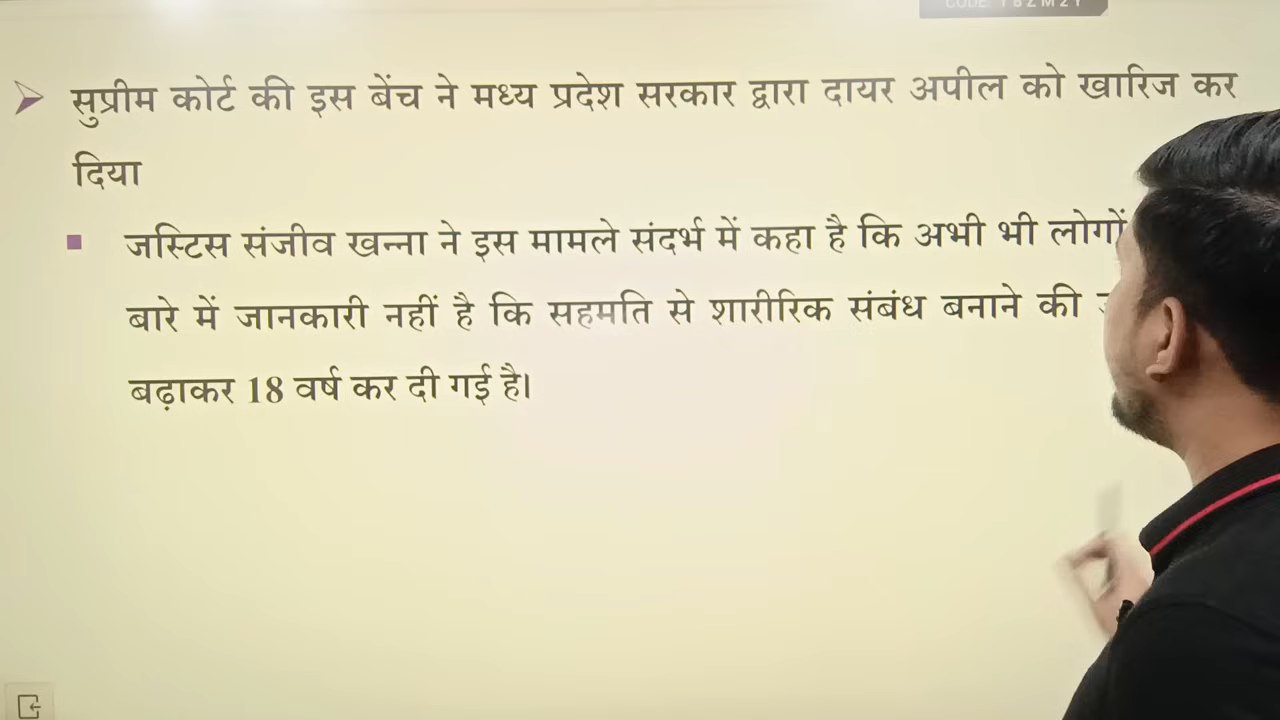 सुप्रीम कोर्ट की इस बेंच ने मध्य प्रदेश सरकार द्वारा दायर अपील को खारिज कर
दिया
जस्टिस संजीव खन्ना ने इस मामले संदर्भ में कहा है कि अभी भी लोगों
बारे में जानकारी नहीं है कि सहमति से शारीरिक संबंध बनाने की
बढ़ाकर 18 वर्ष कर दी गई है।